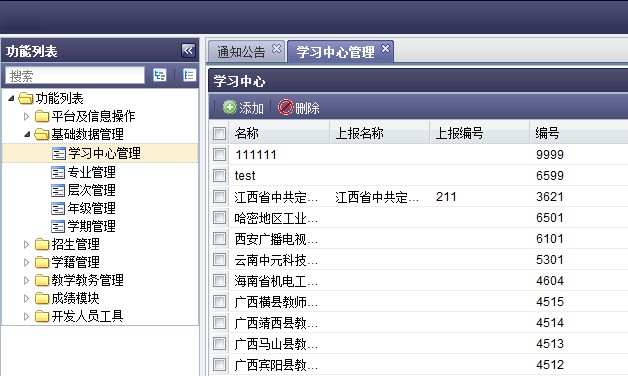 功能列表
搜索
功能列表
平台及信息操作
基础数据管理
学习中心管理
专业管理
层次管理
年级管理
学期管理
招生管理
学籍管理
教学教务管理
成绩模块
开发人员工具
通知公告 学习中心管理
学习中心
添加 删除
名称 上报名称 上报编号 编号
111111 9999
test 6599
江西省中共定... 江西省中共定... 211 3621
哈密地区工业... 6501
西安广播电视... 6101
云南中元科技... 5301
海南省机电工... 4604
广西横县教师... 4515
广西靖西县教... 4514
广西马山县教... 4513
广西宾阳县教... 4512